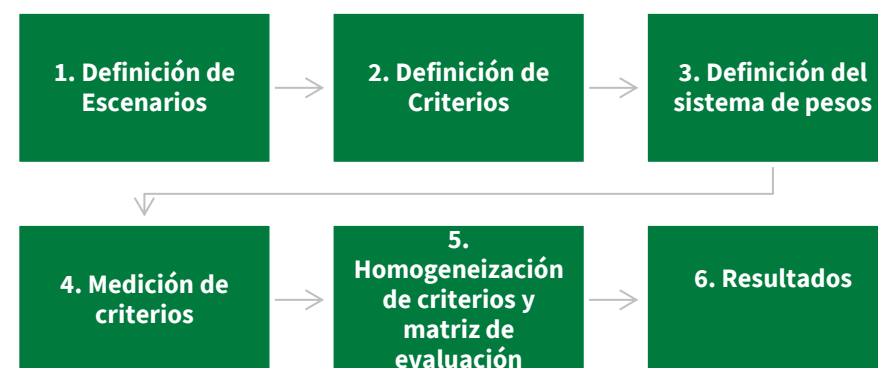 1. Definición de
Escenarios
2. Definición de
Criterios
3. Definición del
sistema de pesos
4. Medición de
criterios
5.
Homogeneización
de criterios y
matriz de
evaluación
6. Resultados